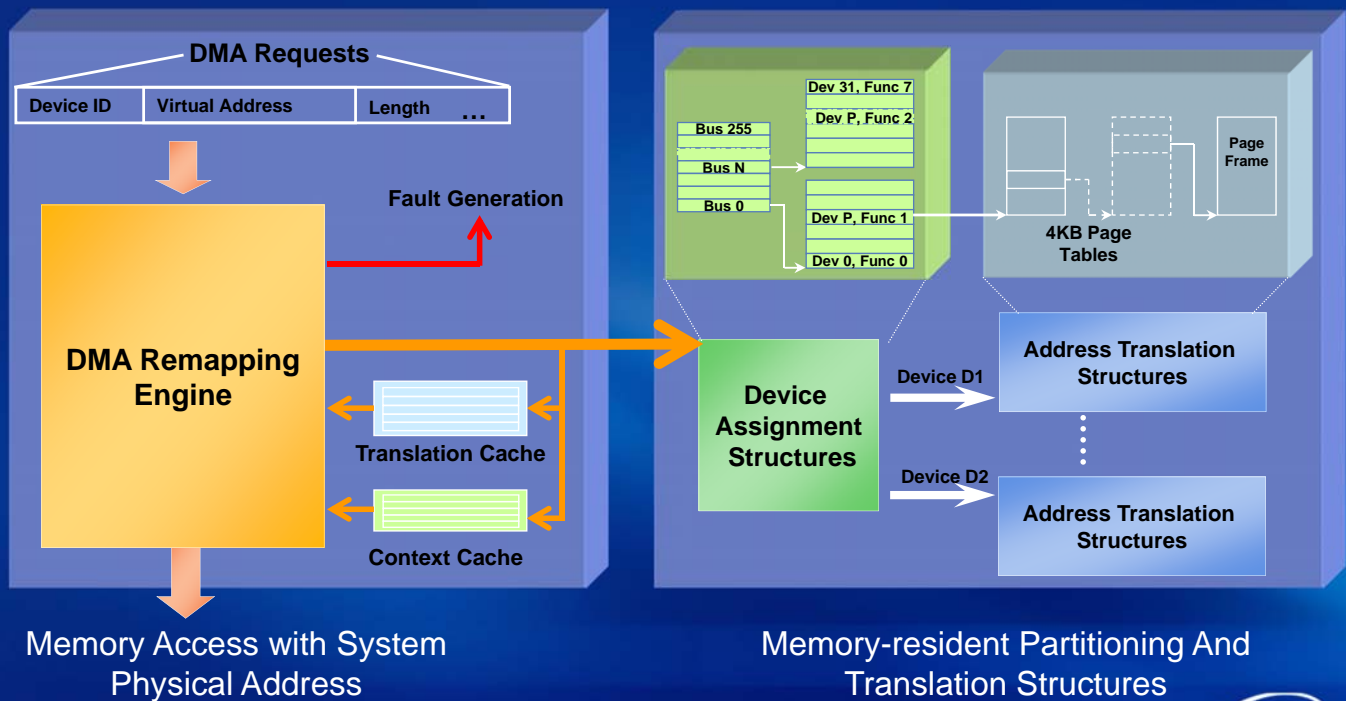 DMA Requests
Device ID Virtual Address Length ...
Fault Generation
DMA Remapping
Engine
Translation Cache
Context Cache
Memory Access with System
Physical Address
Bus 255
Bus N
Bus 0
Dev 31, Func 7
Dev P, Func 2
Dev P, Func 1
Dev 0, Func 0
4KB Page
Tables
Page
Frame
Device
Assignment
Structures
Device D1
Device D2
Address Translation
Structures
Address Translation
Structures
Memory-resident Partitioning And
Translation Structures